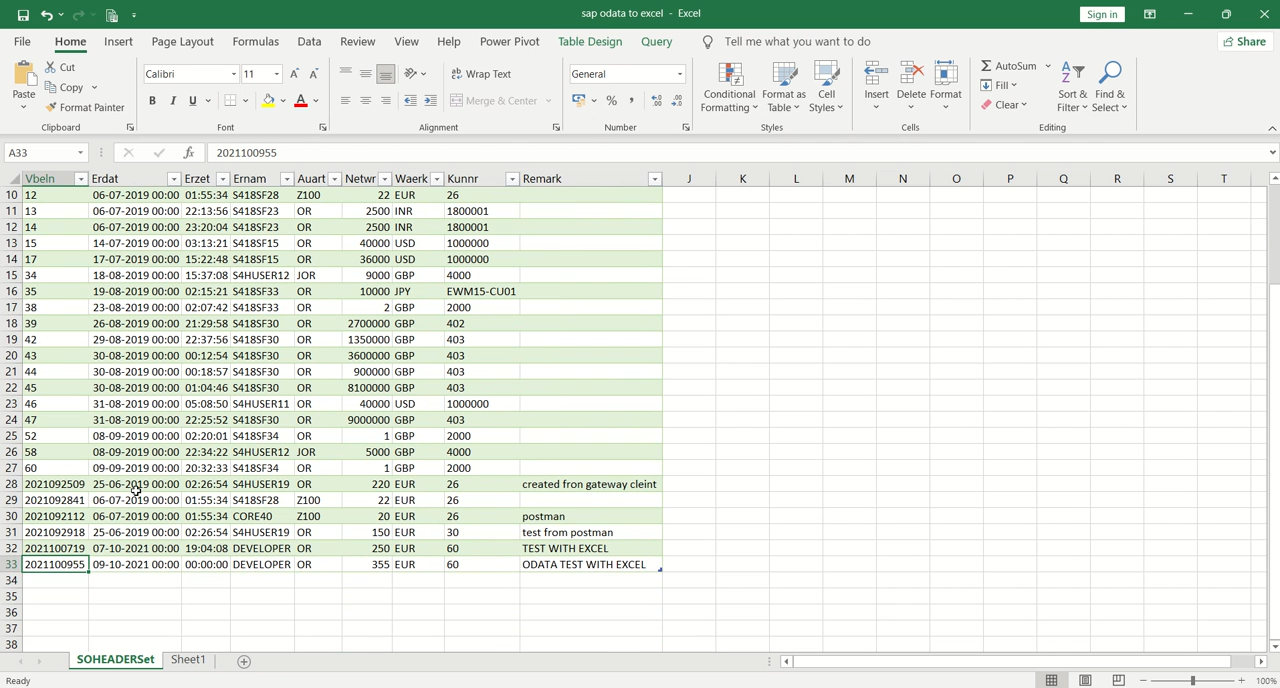 sap odata to excel - Excel
Sign in
File Home Insert Page Layout Formulas Data Review View Help Power Pivot Table Design Query Tell me what you want to do Share
Paste
Cut
Copy
Format Painter
Calibri 11
A A
B I U A
Wrap Text
Merge & Center
General
% ,
Conditional Formatting
Format as Table
Cell Styles
Insert Delete Format
AutoSum
Fill
Clear
Sort & Filter
Find & Select
Clipboard Font Alignment Number Styles Cells Editing
A33 fx 2021100955
Vbeln Erdat Erzet Ernam Auart Netwr Waerk Kunnr Remark J K L M N O P Q R S T
10 12 06-07-2019 00:00 01:55:34 S418SF28 Z100 22 EUR 26
11 13 06-07-2019 00:00 22:13:56 S418SF23 OR 2500 INR 1800001
12 14 06-07-2019 00:00 23:20:04 S418SF23 OR 2500 INR 1800001
13 15 14-07-2019 00:00 03:13:21 S418SF15 OR 40000 USD 1000000
14 17 17-07-2019 00:00 15:22:48 S418SF15 OR 36000 USD 1000000
15 34 18-08-2019 00:00 15:37:08 S4HUSER12 JOR 9000 GBP 4000
16 35 19-08-2019 00:00 02:15:21 S418SF33 OR 10000 JPY EWM15-CU01
17 38 23-08-2019 00:00 02:07:42 S418SF33 OR 2 GBP 2000
18 39 26-08-2019 00:00 21:29:58 S418SF30 OR 2700000 GBP 402
19 42 29-08-2019 00:00 22:37:56 S418SF30 OR 1350000 GBP 403
20 43 30-08-2019 00:00 00:12:54 S418SF30 OR 3600000 GBP 403
21 44 30-08-2019 00:00 00:18:57 S418SF30 OR 900000 GBP 403
22 45 30-08-2019 00:00 01:04:46 S418SF30 OR 8100000 GBP 403
23 46 31-08-2019 00:00 05:08:50 S4HUSER11 OR 40000 USD 1000000
24 47 31-08-2019 00:00 22:25:52 S418SF30 OR 9000000 GBP 403
25 52 08-09-2019 00:00 02:20:01 S418SF34 OR 1 GBP 2000
26 58 08-09-2019 00:00 22:34:22 S4HUSER12 JOR 5000 GBP 4000
27 60 09-09-2019 00:00 20:32:33 S418SF34 OR 1 GBP 2000
28 2021092509 25-06-2019 00:00 02:26:54 S4HUSER19 OR 220 EUR 26 created fron gateway cleint
29 2021092841 06-07-2019 00:00 01:55:34 S418SF28 Z100 22 EUR 26
30 2021092112 06-07-2019 00:00 01:55:34 CORE40 Z100 20 EUR 26 postman
31 2021092918 25-06-2019 00:00 02:26:54 S4HUSER19 OR 150 EUR 30 test from postman
32 2021100719 07-10-2021 00:00 19:04:08 DEVELOPER OR 250 EUR 60 TEST WITH EXCEL
33 2021100955 09-10-2021 00:00 00:00:00 DEVELOPER OR 355 EUR 60 ODATA TEST WITH EXCEL
34
35
36
37
38
SOHEADERSet Sheet1
Ready 100%